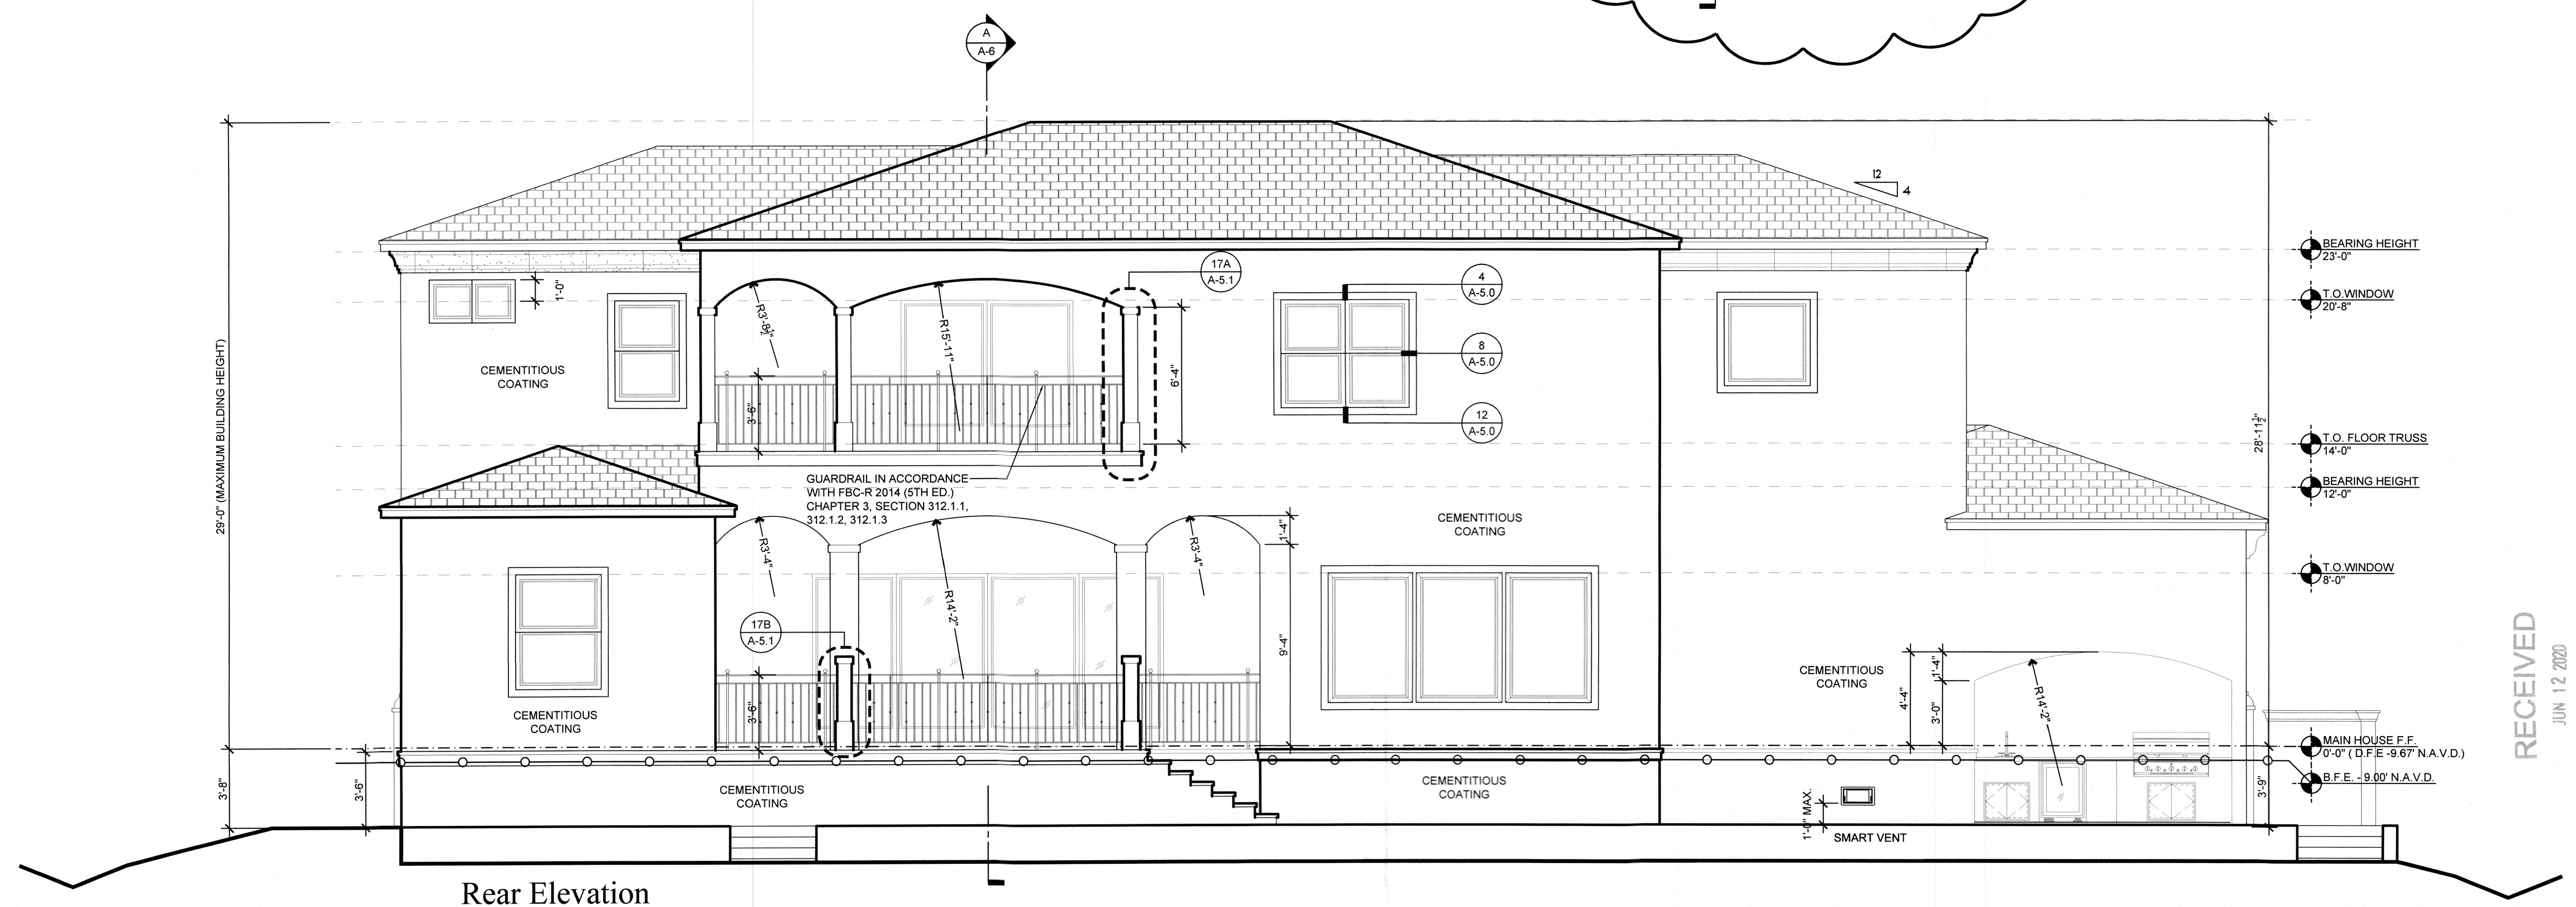 A
A-6
12
4
BEARING HEIGHT
23'-0"
17A
A-5.1
1'-0"
4
A-5.0
T.O.WINDOW
20'-8"
R3'-8½"
R15'-11"
29'-0" (MAXIMUM BUILDING HEIGHT)
CEMENTITIOUS
COATING
8
A-5.0
6'-4"
3'-6"
12
A-5.0
28'-11½"
T.O. FLOOR TRUSS
14'-0"
GUARDRAIL IN ACCORDANCE
WITH FBC-R 2014 (5TH ED.)
CHAPTER 3, SECTION 312.1.1,
312.1.2, 312.1.3
BEARING HEIGHT
12'-0"
CEMENTITIOUS
COATING
R3'-4"
R14'-2"
R3'-4"
1'-4"
T.O.WINDOW
8'-0"
17B
A-5.1
9'-4"
3'-6"
CEMENTITIOUS
COATING
CEMENTITIOUS
COATING
4'-4"
1'-4"
3'-0"
R14'-2"
RECEIVED
JUN 12 2020
MAIN HOUSE F.F.
0'-0" ( D.F.E -9.67' N.A.V.D.)
B.F.E. - 9.00' N.A.V.D.
3'-8"
3'-6"
CEMENTITIOUS
COATING
CEMENTITIOUS
COATING
1'-0" MAX.
3'-9"
SMART VENT
Rear Elevation